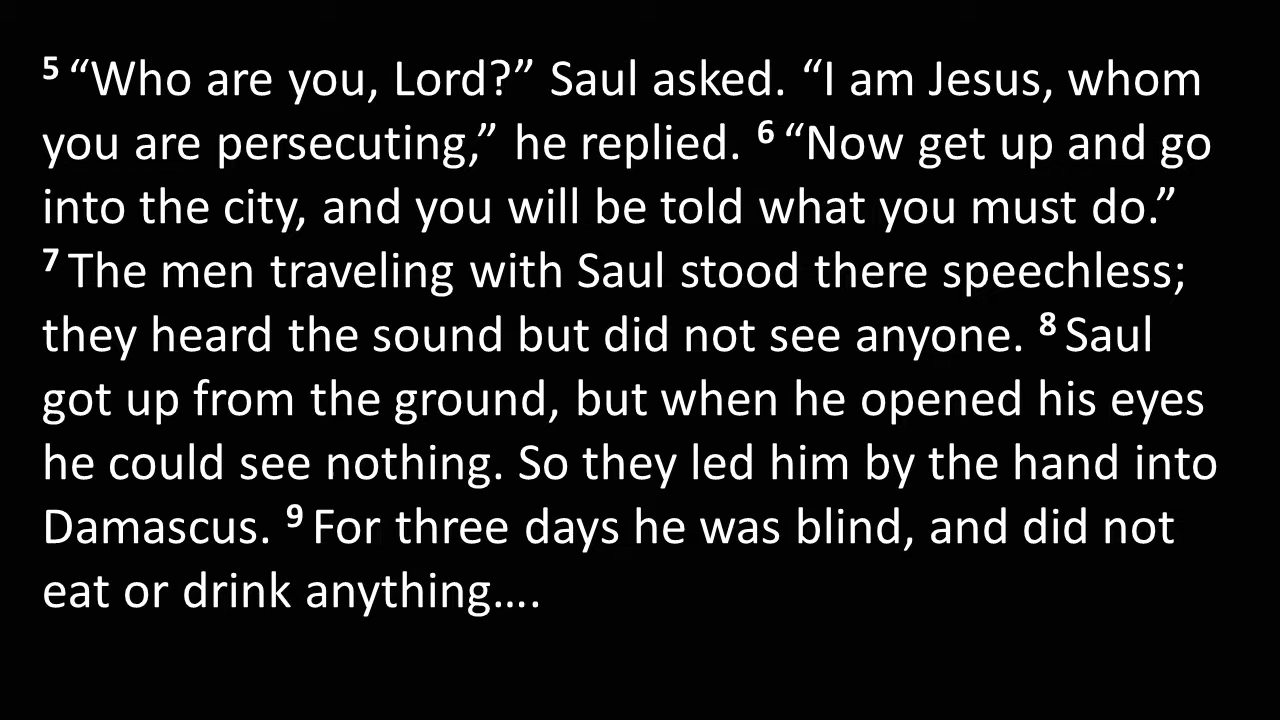 5 “Who are you, Lord?” Saul asked. “I am Jesus, whom
you are persecuting,” he replied. 6 “Now get up and go
into the city, and you will be told what you must do.”
7 The men traveling with Saul stood there speechless;
they heard the sound but did not see anyone. 8 Saul
got up from the ground, but when he opened his eyes
he could see nothing. So they led him by the hand into
Damascus. 9 For three days he was blind, and did not
eat or drink anything….